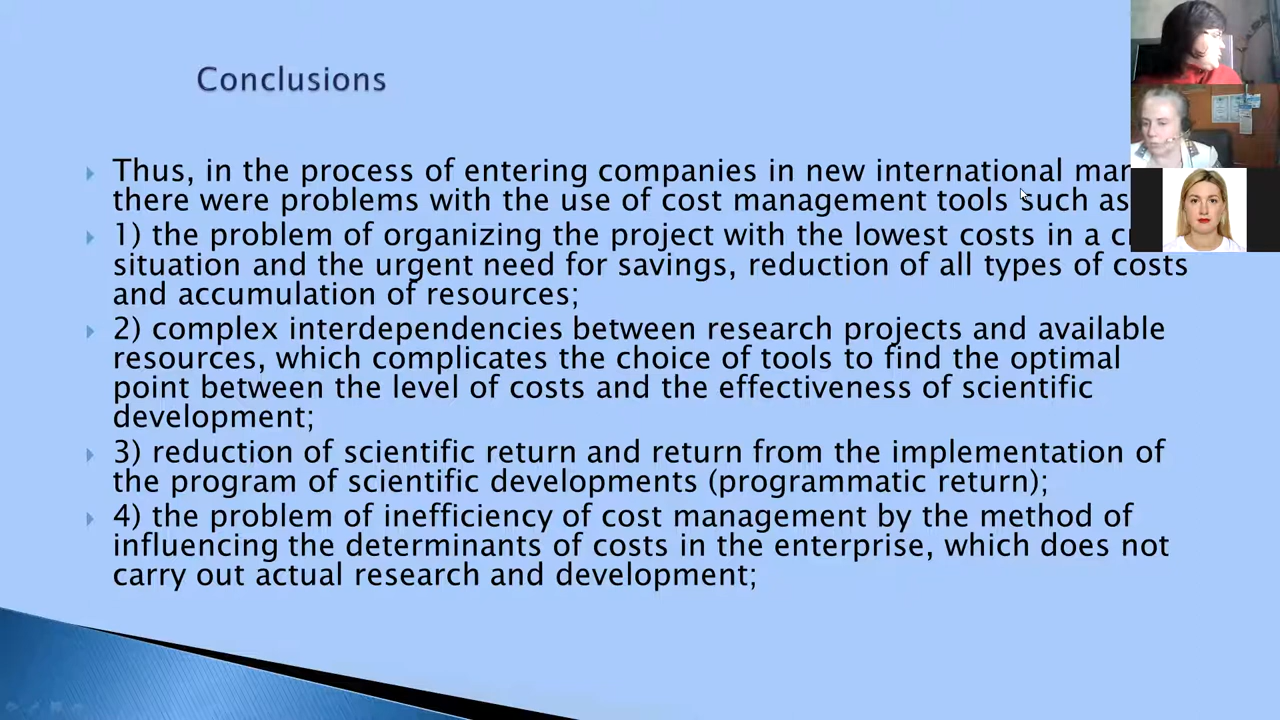 Conclusions
Thus, in the process of entering companies in new international
there were problems with the use of cost management tools such as
1) the problem of organizing the project with the lowest costs in a
situation and the urgent need for savings, reduction of all types of costs
and accumulation of resources;
2) complex interdependencies between research projects and available
resources, which complicates the choice of tools to find the optimal
point between the level of costs and the effectiveness of scientific
development;
3) reduction of scientific return and return from the implementation of
the program of scientific developments (programmatic return);
4) the problem of inefficiency of cost management by the method of
influencing the determinants of costs in the enterprise, which does not
carry out actual research and development;